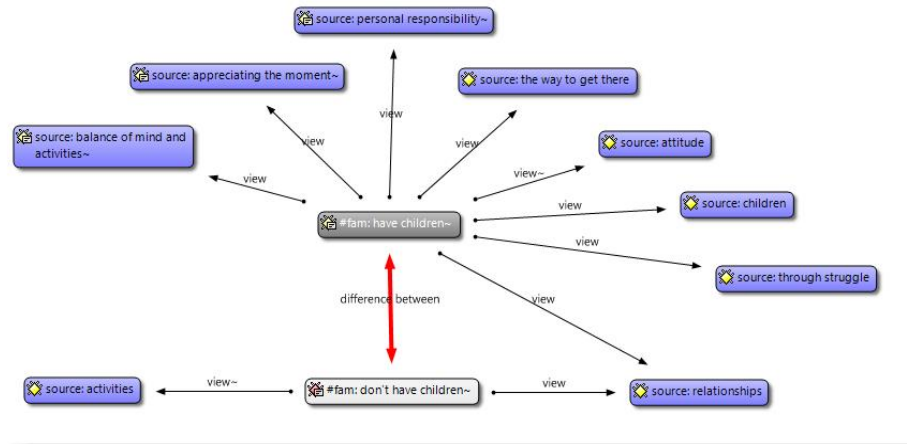 source: personal responsibility~
source: appreciating the moment~
source: the way to get there
view
source: balance of mind and
activities~
view
view
source: attitude
view
view~
source: children
view
#fam: have children~
view
source: through struggle
difference between
view
source: activities
view~
#fam: don't have children~
view
source: relationships